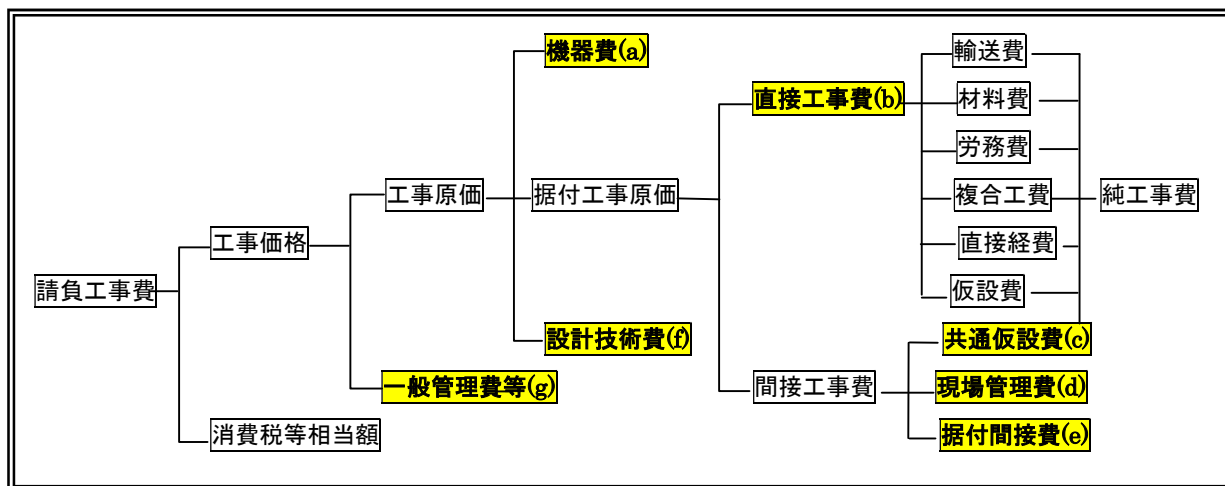 機器費(a)
輸送費
直接工事費(b)
材料費
労務費
工事原価
据付工事原価
複合工費
純工事費
工事価格
直接経費
請負工事費
仮設費
設計技術費(f)
共通仮設費(c)
一般管理費等(g)
間接工事費
現場管理費(d)
消費税等相当額
据付間接費(e)